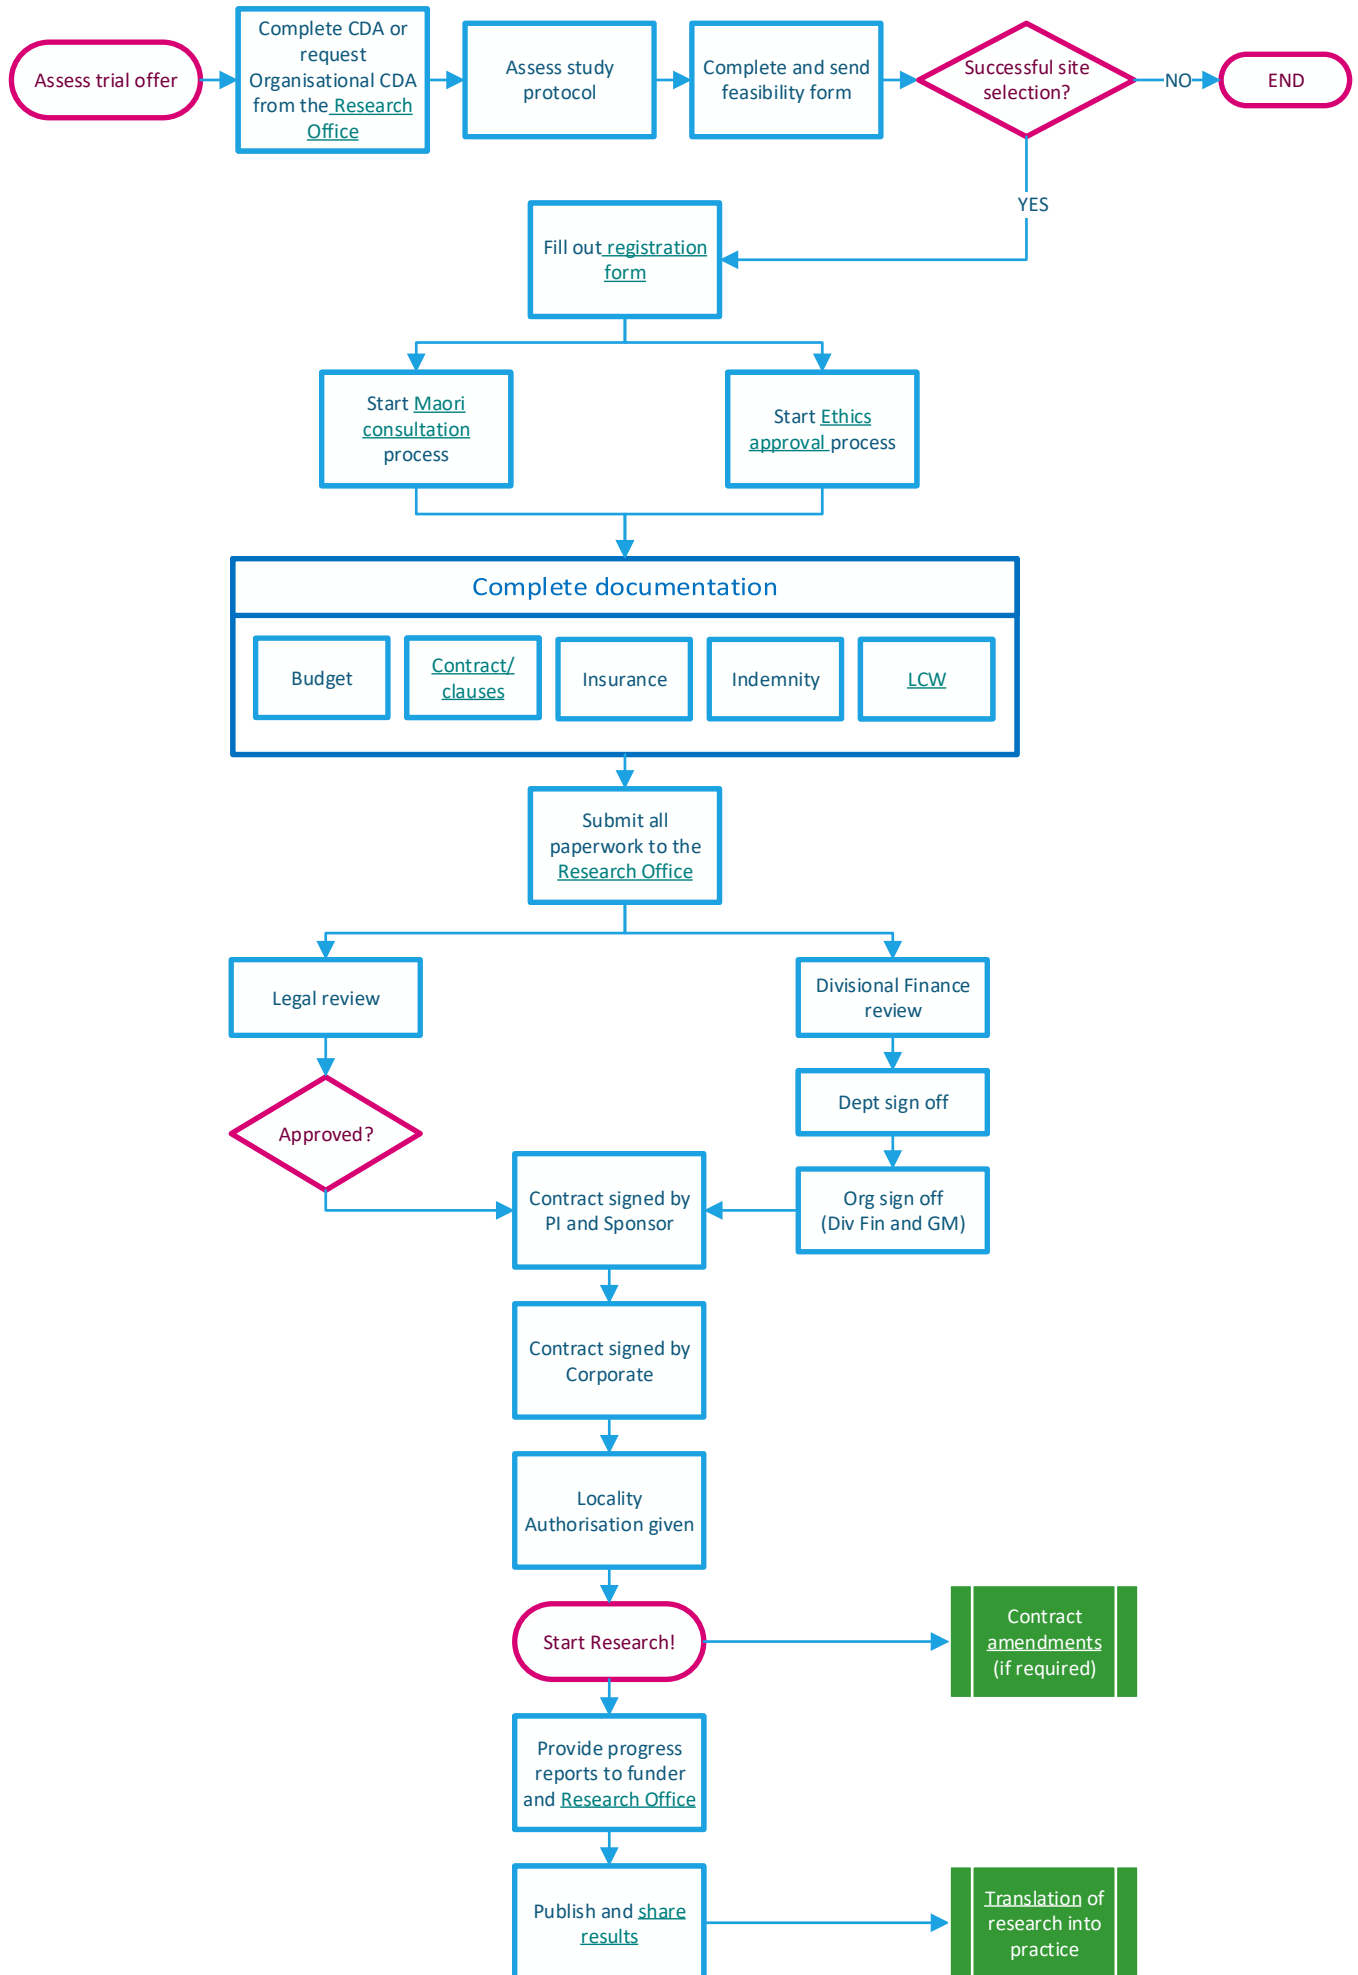 Assess trial offer
Complete CDA or
request
Organisational CDA
from the Research
Office
Assess study
protocol
Complete and send
feasibility form
Successful site
selection?
NO
END
YES
Fill out registration
form
Start Maori
consultation
process
Start Ethics
approval process
Complete documentation
Budget
Contract/
clauses
Insurance
Indemnity
LCW
Submit all
paperwork to the
Research Office
Legal review
Divisional Finance
review
Dept sign off
Approved?
Org sign off
(Div Fin and GM)
Contract signed by
PI and Sponsor
Contract signed by
Corporate
Locality
Authorisation given
Start Research!
Contract
amendments
(if required)
Provide progress
reports to funder
and Research Office
Publish and share
results
Translation of
research into
practice